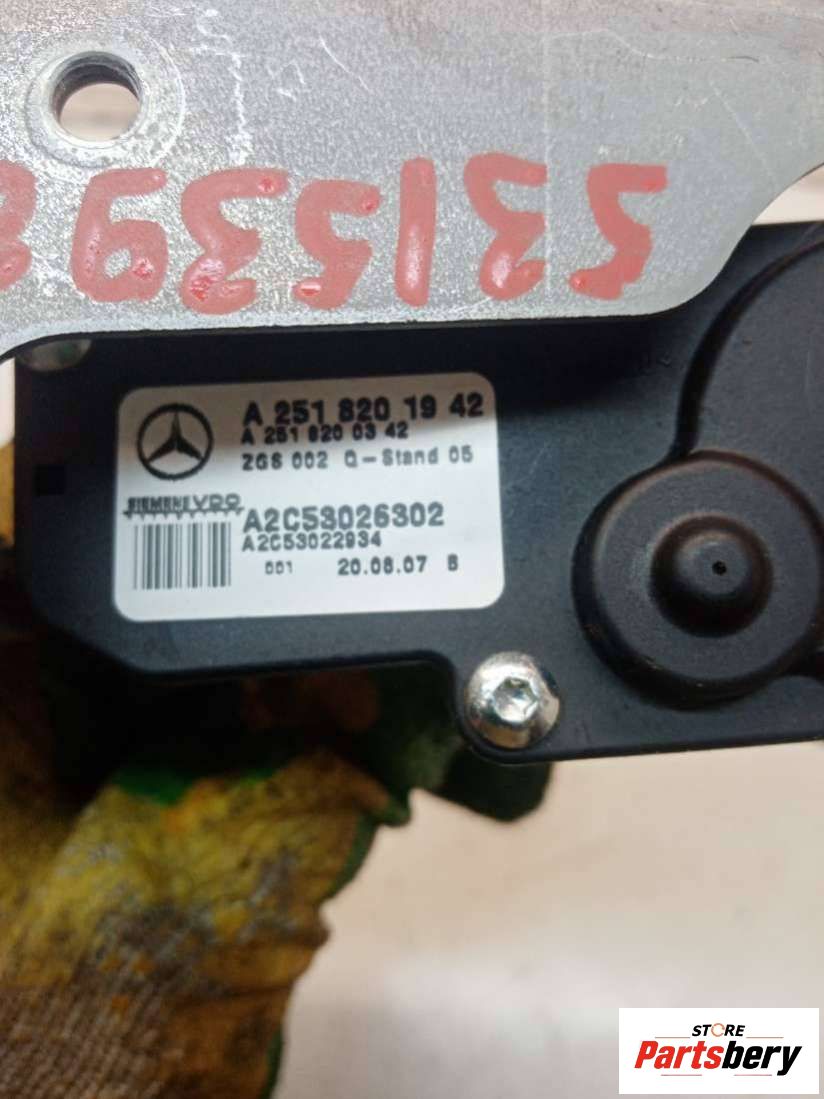 A 251 820 19 42
A 251 820 03 42
ZGS 002 Q-Stand 05
SIEMENS VDO
A2C53026302
A2C53022934
001 20.08.07
STORE
Partsbery